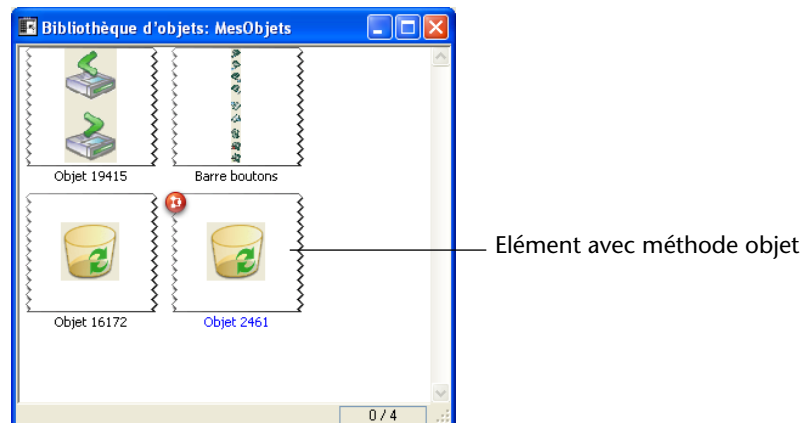 Bibliothèque d'objets: MesObjets
Objet 19415
Barre boutons
Elément avec méthode objet
Objet 16172
Objet 2461
0 / 4